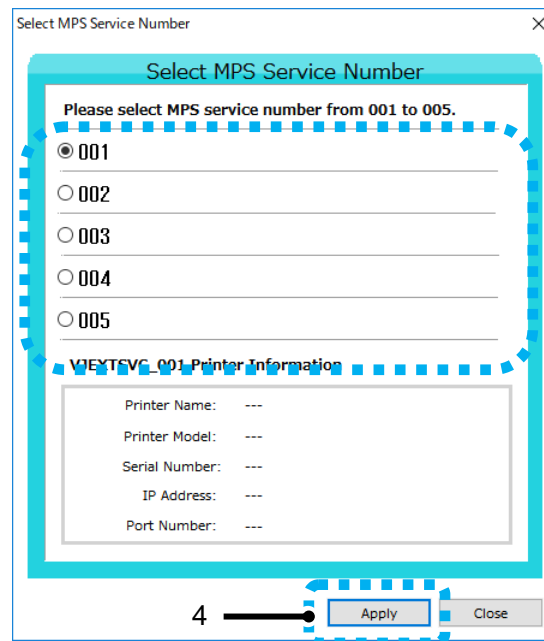 Select MPS Service Number
Select MPS Service Number
Please select MPS service number from 001 to 005.
001
002
003
004
005
VJEXTSVC_001 Printer Information
Printer Name: ---
Printer Model: ---
Serial Number: ---
IP Address: ---
Port Number: ---
4 Apply Close